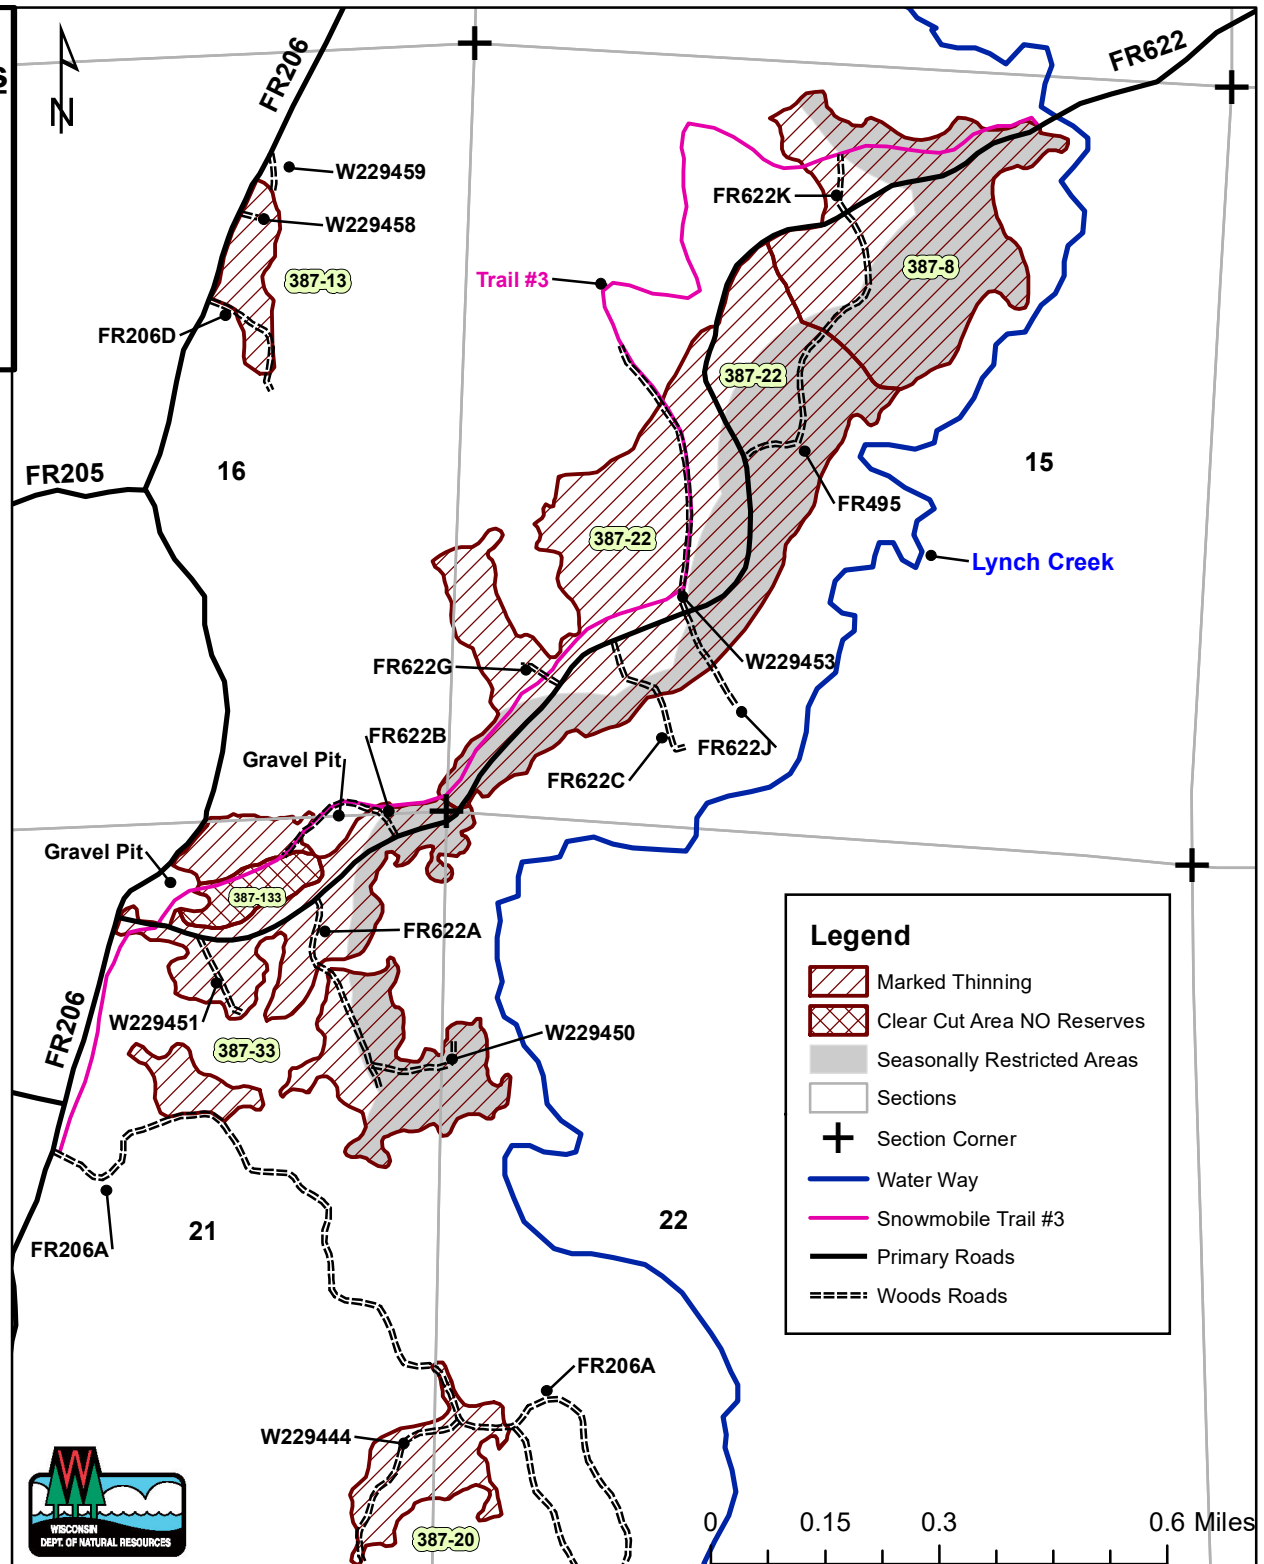 N
FR206
FR622
W229459
W229458
FR622K
387-13
387-8
Trail #3
FR206D
387-22
FR205
16
15
FR495
387-22
Lynch Creek
W229453
FR622G
FR622B
FR622J
Gravel Pit
FR622C
Gravel Pit
387-133
FR622A
W229451
FR206
W229450
387-33
Legend
Marked Thinning
Clear Cut Area NO Reserves
Seasonally Restricted Areas
Sections
Section Corner
Water Way
Snowmobile Trail #3
Primary Roads
Woods Roads
21
22
FR206A
FR206A
W229444
387-20
WISCONSIN
DEPT. OF NATURAL RESOURCES
0 0.15 0.3 0.6 Miles